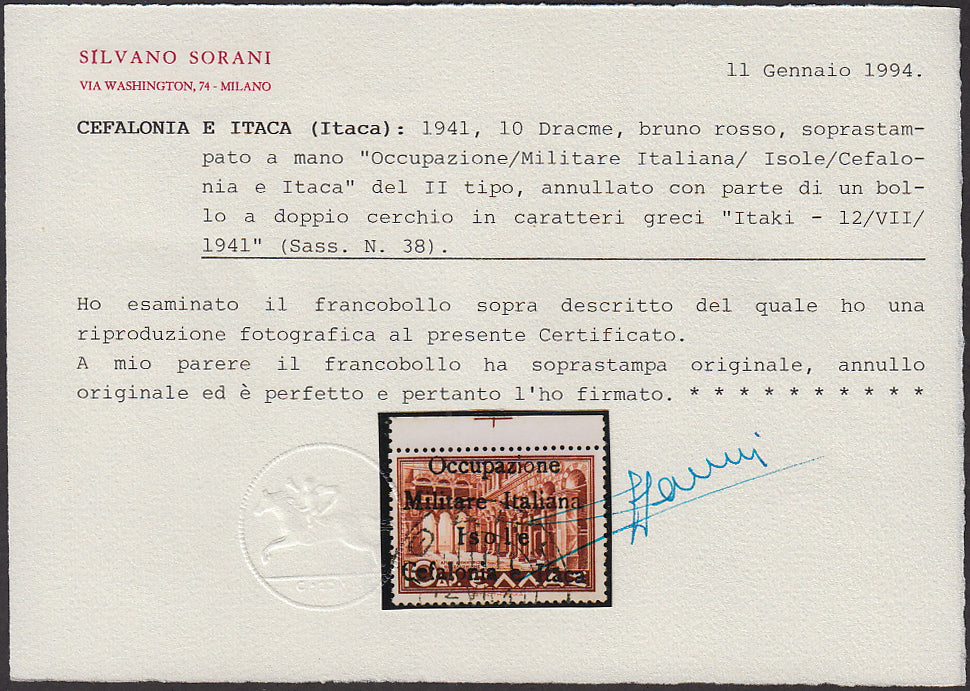 SILVANO SORANI
VIA WASHINGTON, 74 - MILANO
11 Gennaio 1994.
CEFALONIA E ITACA (Itaca): 1941, 10 Dracme, bruno rosso, soprastam-
pato a mano "Occupazione/Militare Italiana/ Isole/Cefalo-
nia e Itaca" del II tipo, annullato con parte di un bol-
lo a doppio cerchio in caratteri greci "Itaki - 12/VII/
1941" (Sass. N. 38).
Ho esaminato il francobollo sopra descritto del quale ho una
riproduzione fotografica al presente Certificato.
A mio parere il francobollo ha soprastampa originale, annullo
originale ed è perfetto e pertanto l'ho firmato. * * * * * * * * * *
Occupazione
Militare Italiana
Isole
Cefalonia e Itaca